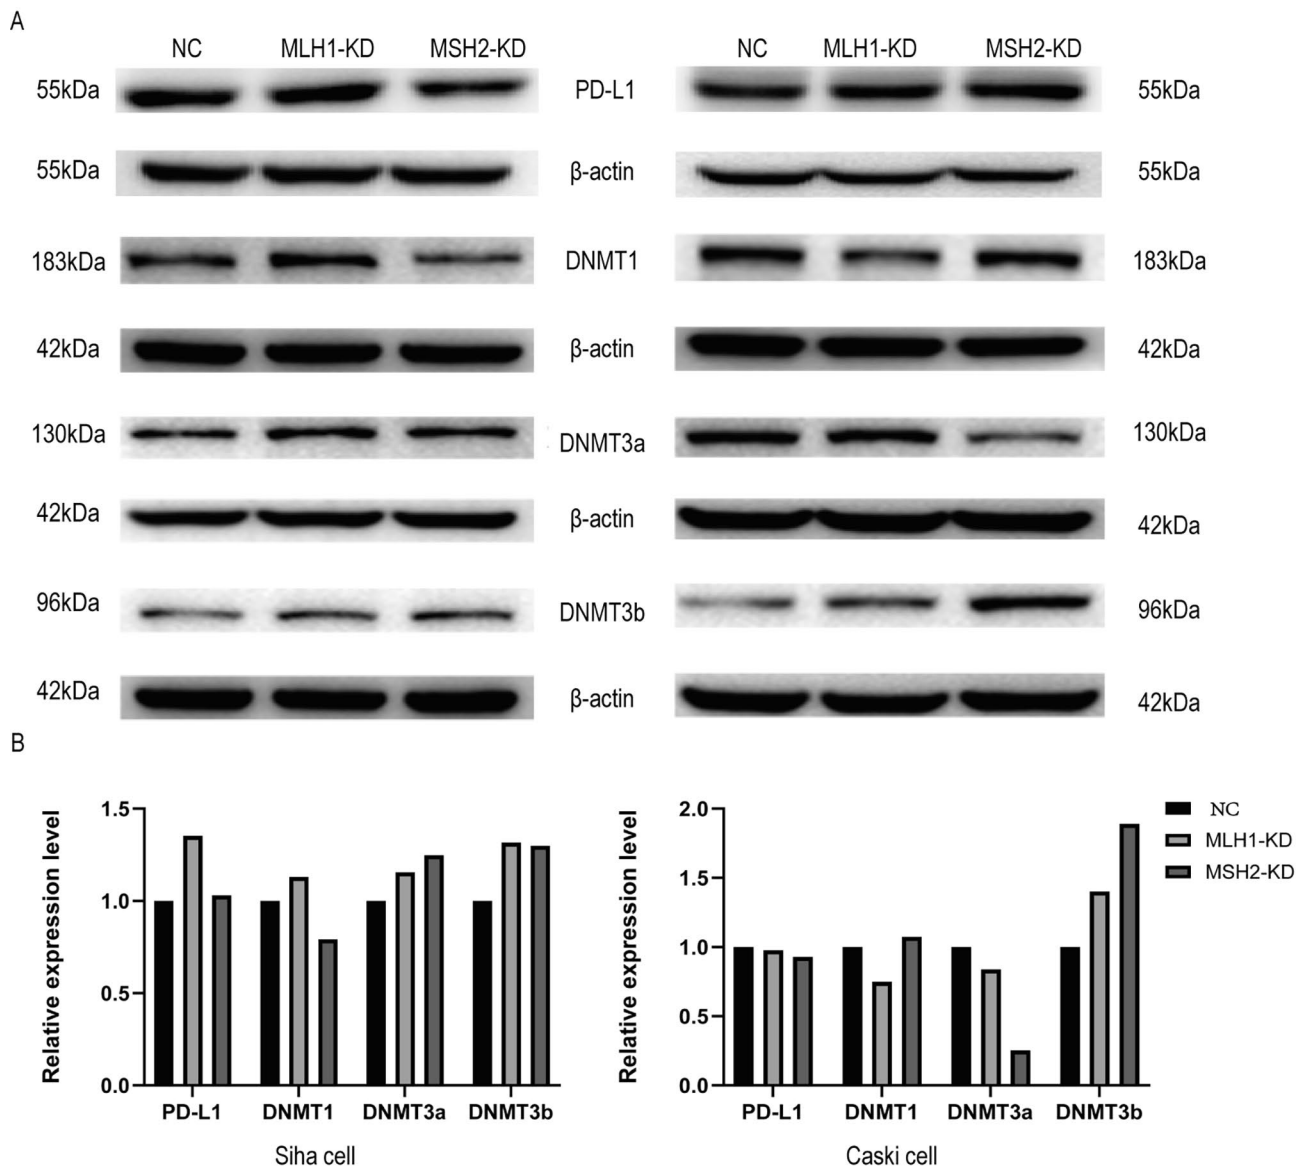 A
NC MLH1-KD MSH2-KD NC MLH1-KD MSH2-KD
55kDa PD-L1 55kDa
55kDa β-actin 55kDa
183kDa DNMT1 183kDa
42kDa β-actin 42kDa
130kDa DNMT3a 130kDa
42kDa β-actin 42kDa
96kDa DNMT3b 96kDa
42kDa β-actin 42kDa
B
Relative expression level
1.5
1.0
0.5
0.0
PD-L1 DNMT1 DNMT3a DNMT3b
Siha cell
Relative expression level
2.0
1.5
1.0
0.5
0.0
PD-L1 DNMT1 DNMT3a DNMT3b
Caski cell
NC
MLH1-KD
MSH2-KD